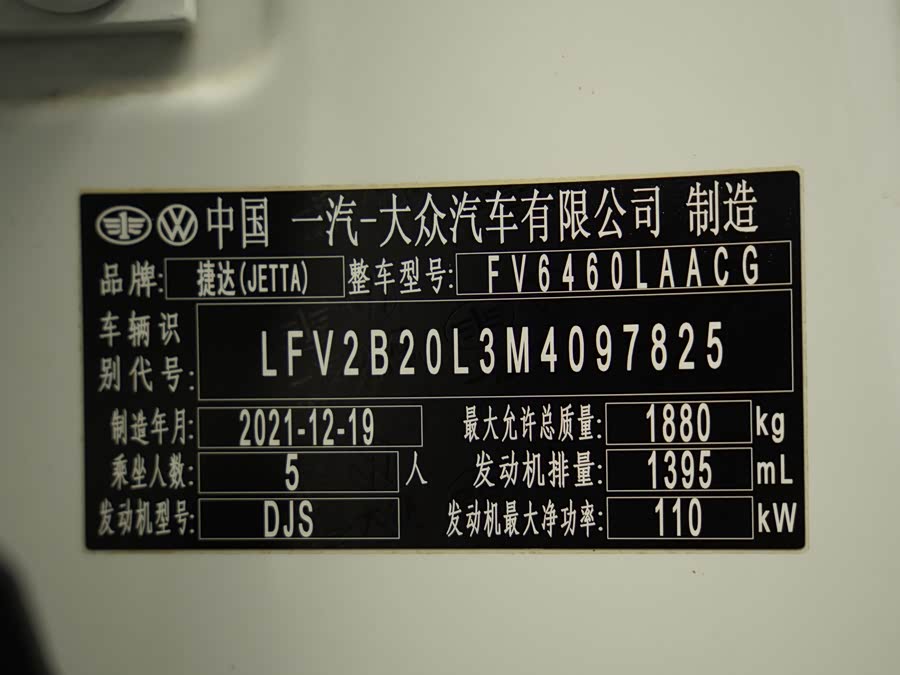 中国 一汽-大众汽车有限公司 制造
品牌: 捷达(JETTA) 整车型号: FV6460LAACG
车辆识
别代号: LFV2B20L3M4097825
制造年月: 2021-12-19 最大允许总质量: 1880 kg
乘坐人数: 5 人 发动机排量: 1395 mL
发动机型号: DJS 发动机最大净功率: 110 kW